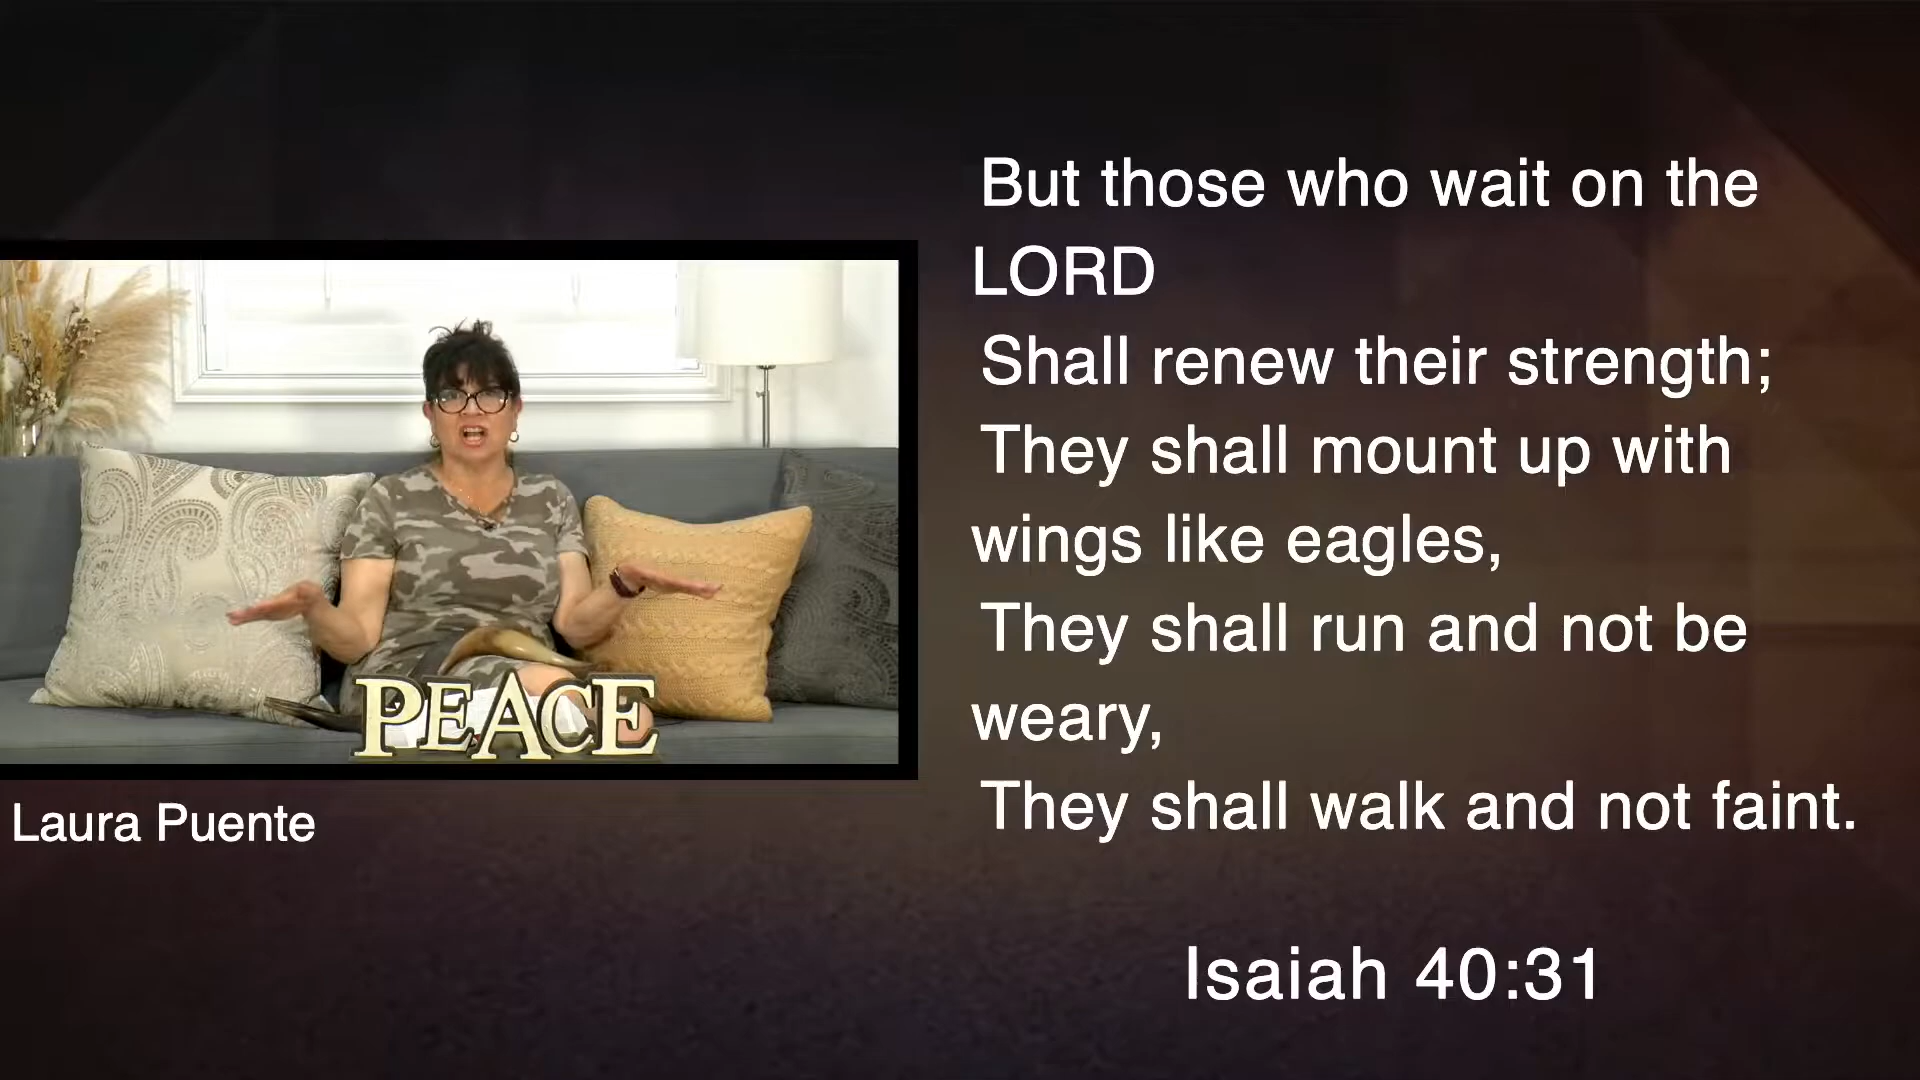 But those who wait on the
LORD
Shall renew their strength;
They shall mount up with
wings like eagles,
They shall run and not be
weary,
They shall walk and not faint.
Isaiah 40:31
PEACE
Laura Puente